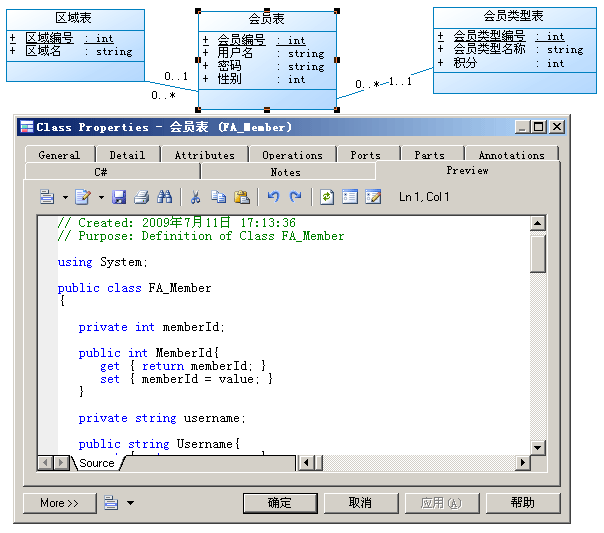 区域表
+ 区域编号 : int
+ 区域名 : string
会员表
+ 会员编号 : int
+ 用户名 : string
+ 密码 : string
+ 性别 : int
会员类型表
+ 会员类型编号 : int
+ 会员类型名称 : string
+ 积分 : int
0..1
0..*
0..*
1..1
Class Properties - 会员表 (FA_Member)
General Detail Attributes Operations Ports Parts Annotations
C# Notes Preview
Ln 1, Col 1
// Created: 2009年7月11日 17:13:36
// Purpose: Definition of Class FA_Member
using System;
public class FA_Member
{
private int memberId;
public int MemberId{
get { return memberId; }
set { memberId = value; }
}
private string username;
public string Username{
Source
More >> 确定 取消 应用(A) 帮助